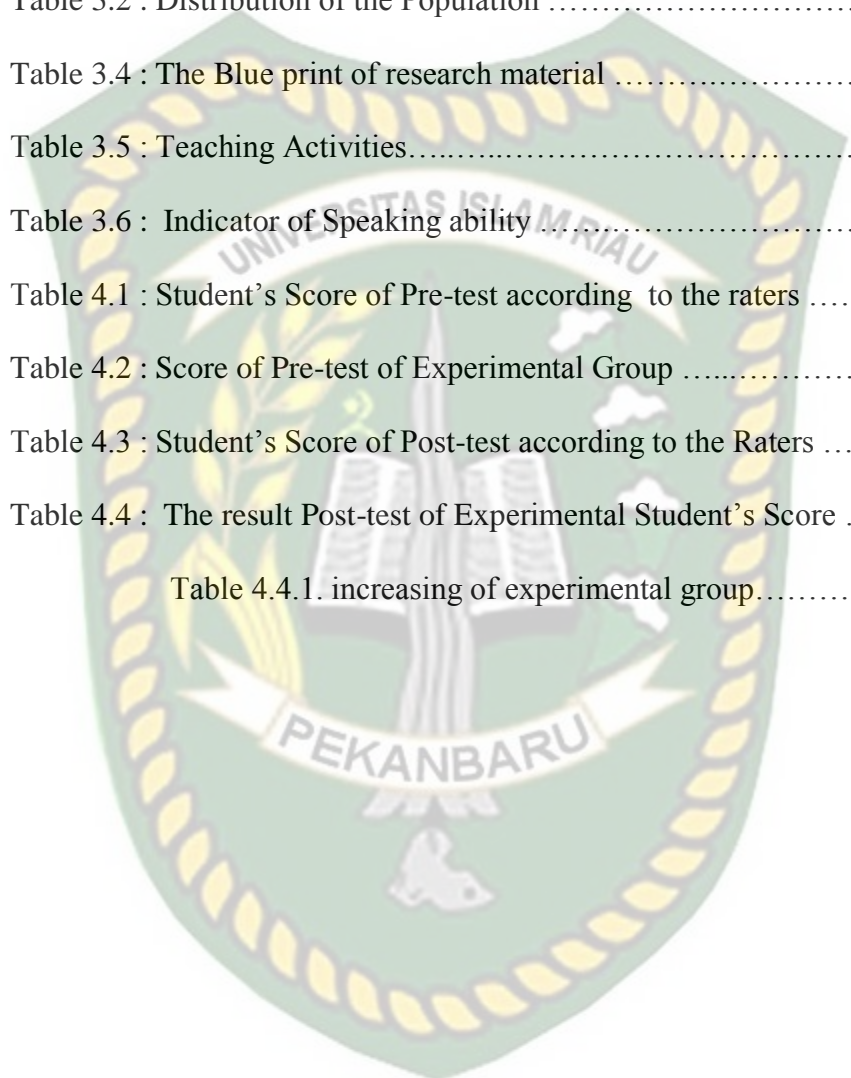 Table 3.2 : Distribution of the Population ………………………….
Table 3.4 : The Blue print of research material …….……………….
Table 3.5 : Teaching Activities….…..……………………………….
UNIVERSITAS ISLAM RIAU
Table 3.6 :  Indicator of Speaking ability …….…………………….
Table 4.1 : Student’s Score of Pre-test according  to the raters ….
Table 4.2 : Score of Pre-test of Experimental Group …...………….
Table 4.3 : Student’s Score of Post-test according to the Raters …
Table 4.4 :  The result Post-test of Experimental Student’s Score .
Table 4.4.1. increasing of experimental group………
PEKANBARU